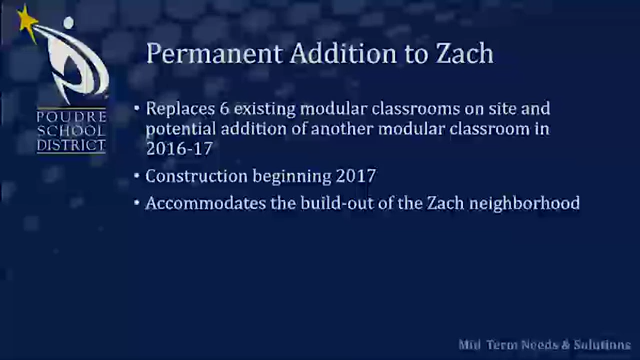 Permanent Addition to Zach
POUDRE
SCHOOL
DISTRICT
• Replaces 6 existing modular classrooms on site and
potential addition of another modular classroom in
2016-17
• Construction beginning 2017
• Accommodates the build-out of the Zach neighborhood
Mid Term Needs & Solutions